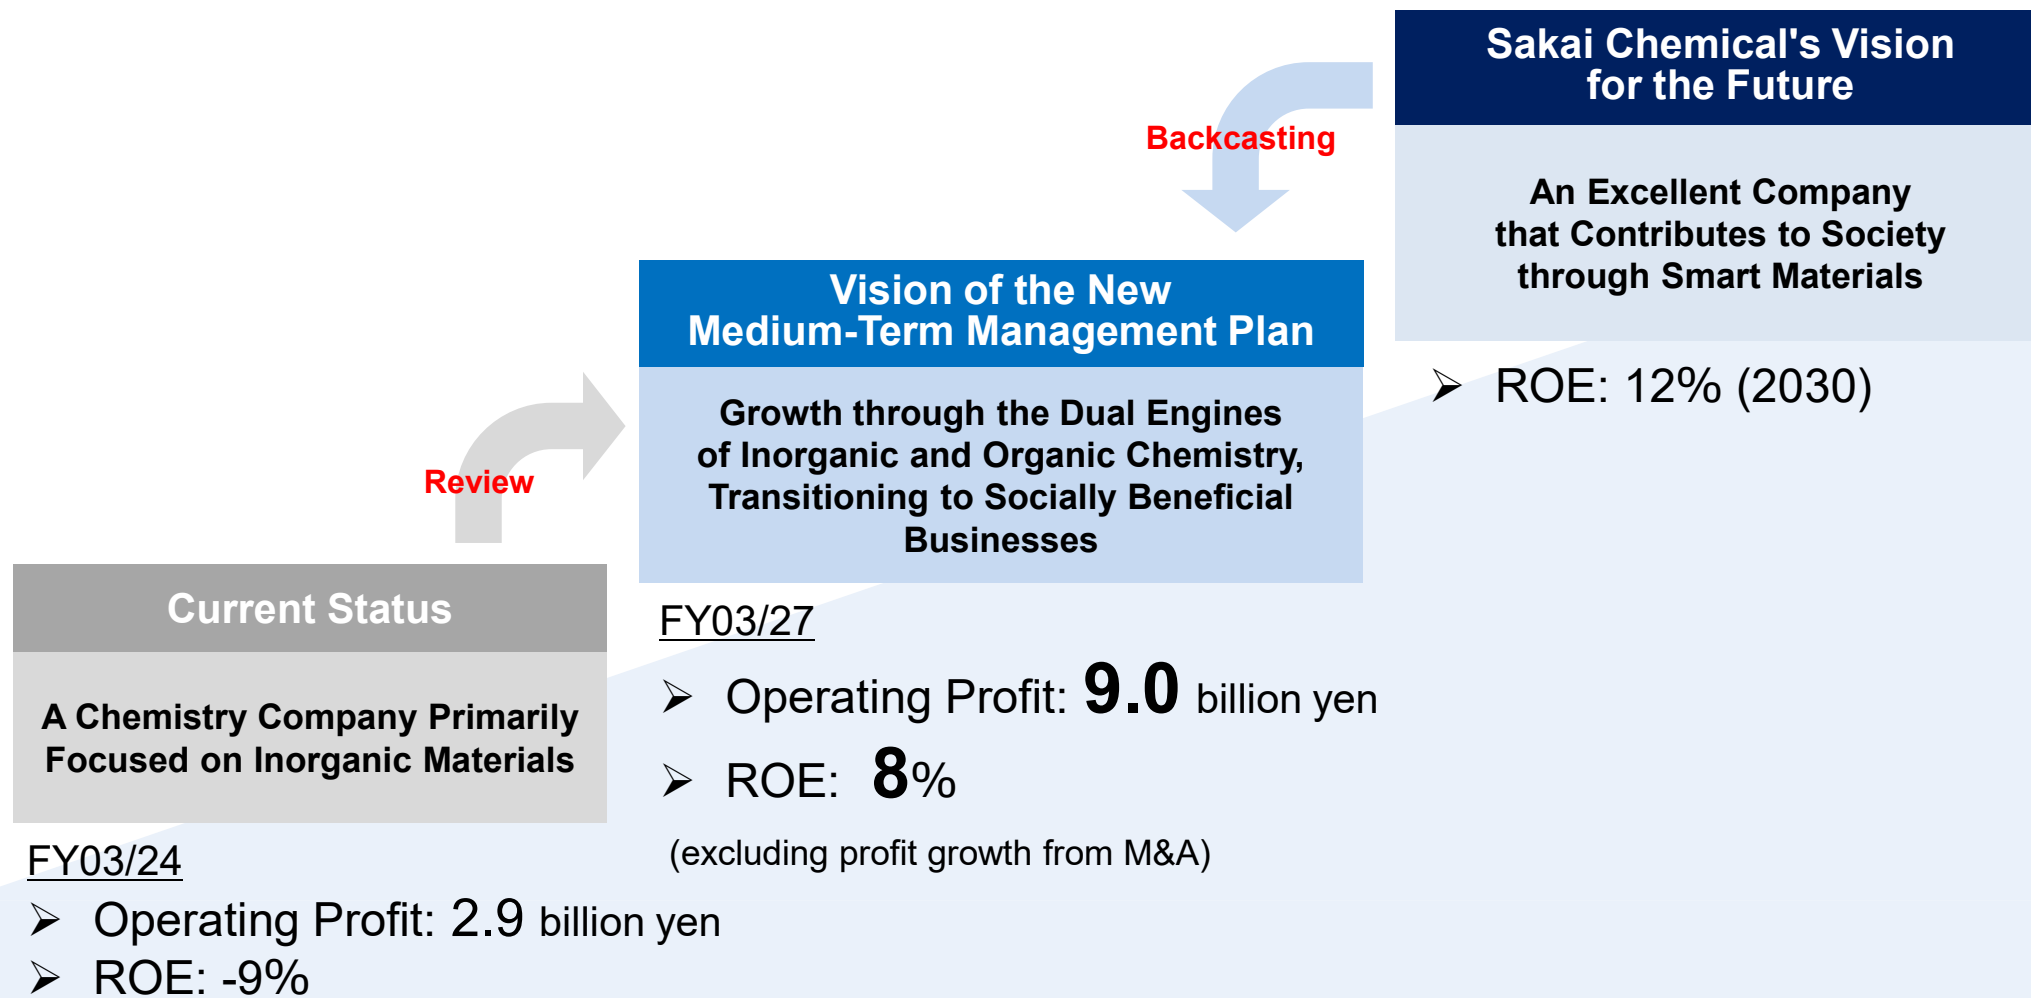 Sakai Chemical's Vision
for the Future
Backcasting
An Excellent Company
that Contributes to Society
through Smart Materials
➢ ROE: 12% (2030)
Vision of the New
Medium-Term Management Plan
Growth through the Dual Engines
of Inorganic and Organic Chemistry,
Transitioning to Socially Beneficial
Businesses
Review
FY03/27
➢ Operating Profit: 9.0 billion yen
➢ ROE: 8%
(excluding profit growth from M&A)
Current Status
A Chemistry Company Primarily
Focused on Inorganic Materials
FY03/24
➢ Operating Profit: 2.9 billion yen
➢ ROE: -9%